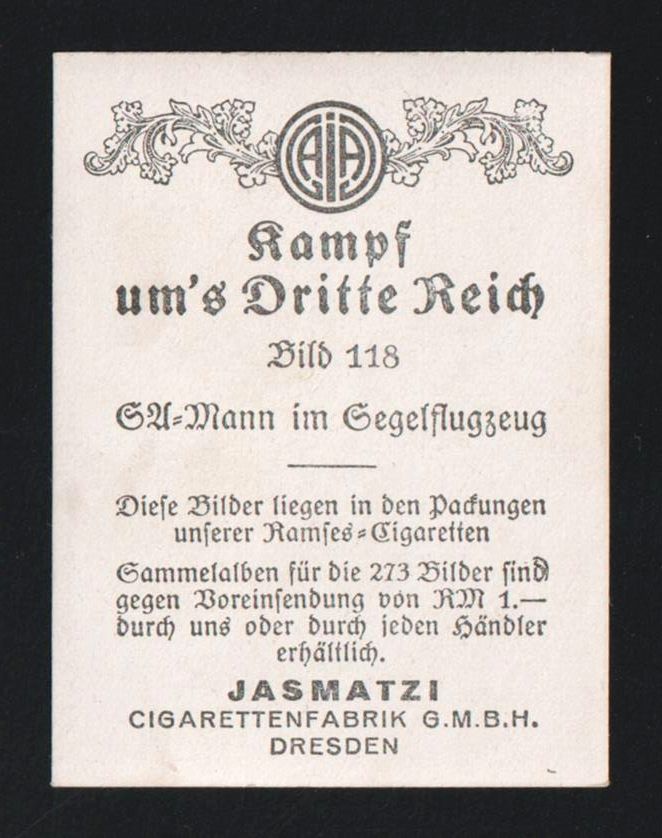 AJA
Kampf
um's Dritte Reich
Bild 118
SA=Mann im Segelflugzeug
Diese Bilder liegen in den Packungen
unserer Ramses=Cigaretten
Sammelalben für die 273 Bilder sind
gegen Voreinsendung von RM 1.—
durch uns oder durch jeden Händler
erhältlich.
JASMATZI
CIGARETTENFABRIK G.M.B.H.
DRESDEN